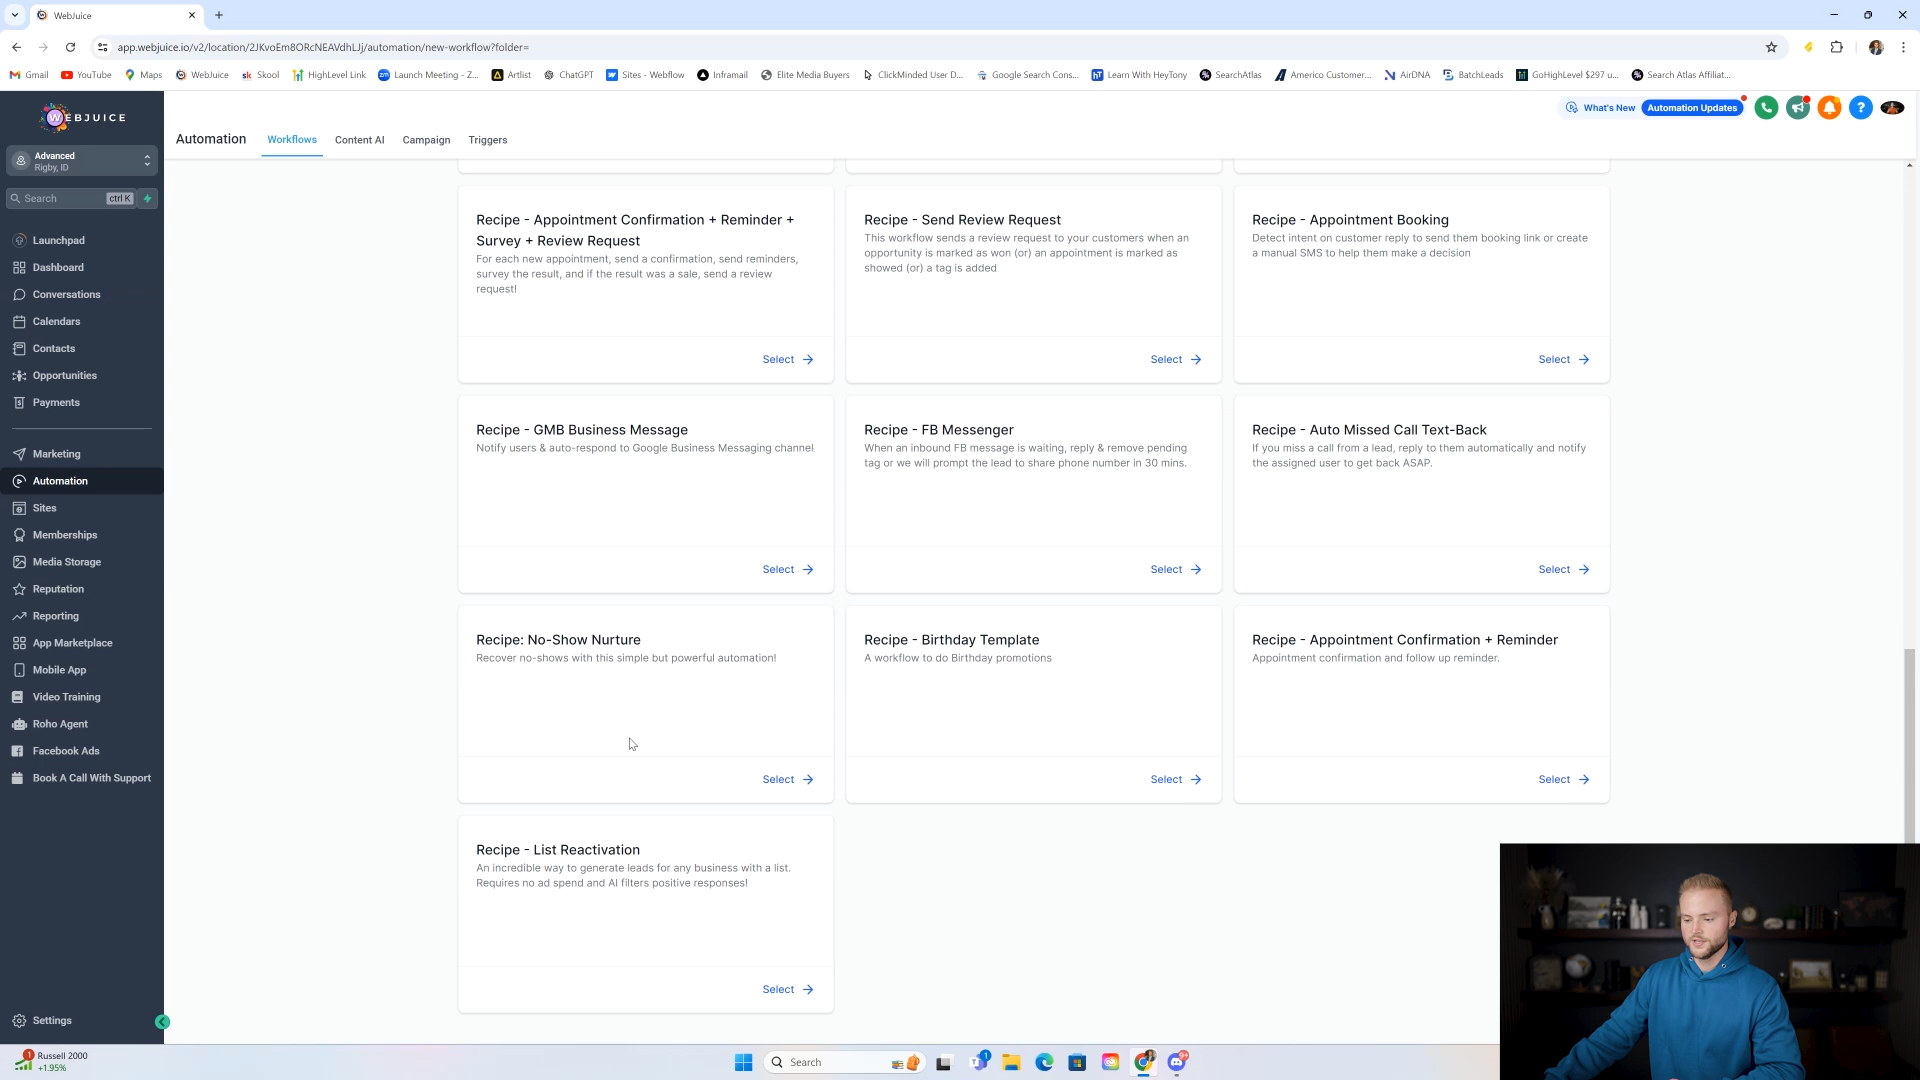 WebJuice
app.webjuice.io/v2/location/2JKvoEm8ORcNEAVdhLJj/automation/new-workflow?folder=
Gmail YouTube Maps WebJuice Skool HighLevel Link Launch Meeting - Z... Artlist ChatGPT Sites - Webflow Inframail Elite Media Buyers ClickMinded User D... Google Search Cons... Learn With HeyTony SearchAtlas Americo Customer... AirDNA BatchLeads GoHighLevel $297 u... Search Atlas Affiliat...
WEBJUICE
What's New Automation Updates
Automation Workflows Content AI Campaign Triggers
Advanced
Rigby, ID
Search ctrl K
Launchpad
Dashboard
Conversations
Calendars
Contacts
Opportunities
Payments
Marketing
Automation
Sites
Memberships
Media Storage
Reputation
Reporting
App Marketplace
Mobile App
Video Training
Roho Agent
Facebook Ads
Book A Call With Support
Settings
Recipe - Appointment Confirmation + Reminder +
Survey + Review Request
For each new appointment, send a confirmation, send reminders,
survey the result, and if the result was a sale, send a review
request!
Select
Recipe - Send Review Request
This workflow sends a review request to your customers when an
opportunity is marked as won (or) an appointment is marked as
showed (or) a tag is added
Select
Recipe - Appointment Booking
Detect intent on customer reply to send them booking link or create
a manual SMS to help them make a decision
Select
Recipe - GMB Business Message
Notify users & auto-respond to Google Business Messaging channel
Select
Recipe - FB Messenger
When an inbound FB message is waiting, reply & remove pending
tag or we will prompt the lead to share phone number in 30 mins.
Select
Recipe - Auto Missed Call Text-Back
If you miss a call from a lead, reply to them automatically and notify
the assigned user to get back ASAP.
Select
Recipe: No-Show Nurture
Recover no-shows with this simple but powerful automation!
Select
Recipe - Birthday Template
A workflow to do Birthday promotions
Select
Recipe - Appointment Confirmation + Reminder
Appointment confirmation and follow up reminder.
Select
Recipe - List Reactivation
An incredible way to generate leads for any business with a list.
Requires no ad spend and AI filters positive responses!
Select
1
Russell 2000
+1.95%
Search
1
9+